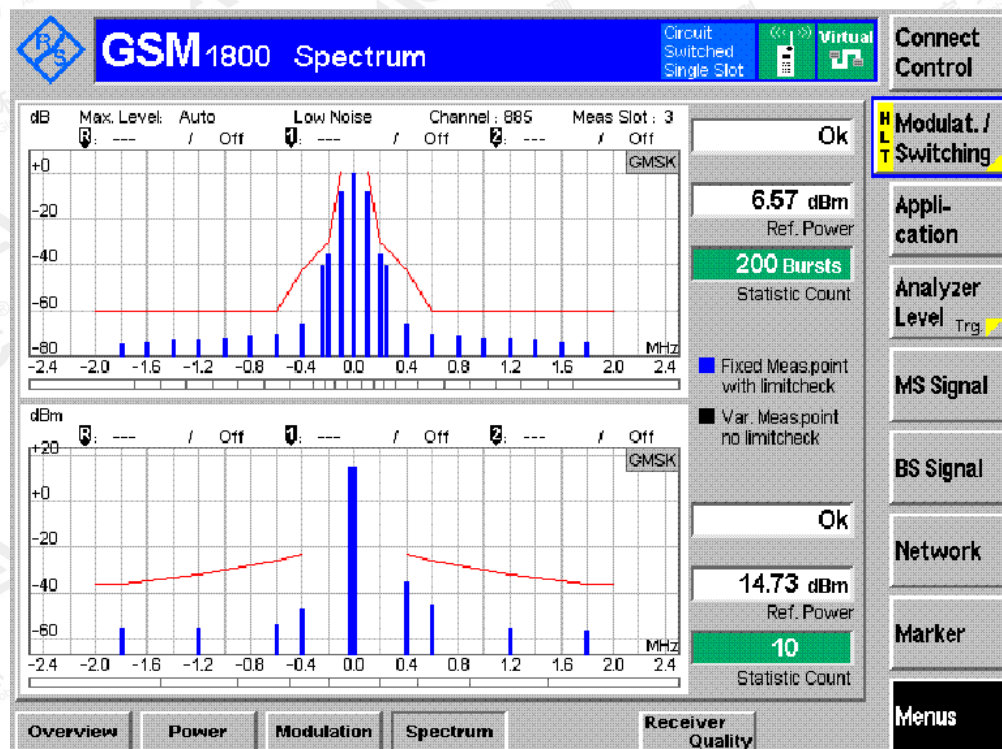 R/S
GSM 1800 Spectrum
Circuit Switched Single Slot
Virtual
Connect Control
dB Max. Level: Auto Low Noise Channel : 885 Meas Slot : 3
R: --- / Off 1: --- / Off 2: --- / Off
GMSK
+0
-20
-40
-60
-80
MHz
-2.4 -2.0 -1.6 -1.2 -0.8 -0.4 0.0 0.4 0.8 1.2 1.6 2.0 2.4
Ok
6.57 dBm
Ref. Power
200 Bursts
Statistic Count
Fixed Meas.point
with limitcheck
Var. Meas.point
no limitcheck
dBm
R: --- / Off 1: --- / Off 2: --- / Off
GMSK
+20
+0
-20
-40
-60
MHz
-2.4 -2.0 -1.6 -1.2 -0.8 -0.4 0.0 0.4 0.8 1.2 1.6 2.0 2.4
Ok
14.73 dBm
Ref. Power
10
Statistic Count
HLT
Modulat. /
Switching
Appli-
cation
Analyzer
Level Trg.
MS Signal
BS Signal
Network
Marker
Menus
Overview Power Modulation Spectrum Receiver
Quality